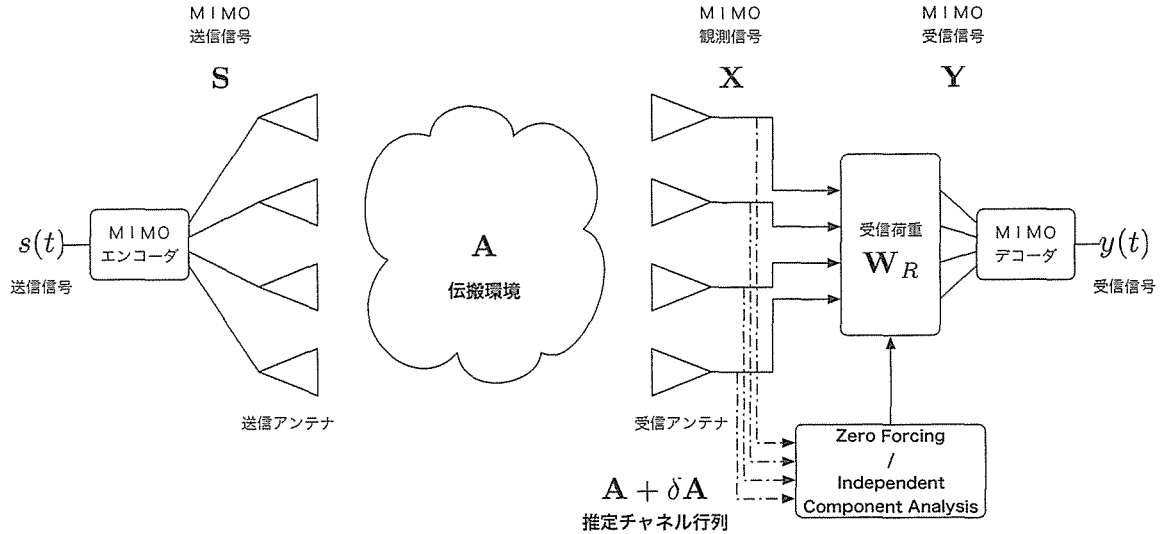 MIMO
送信信号
S
MIMO
観測信号
X
MIMO
受信信号
Y
s(t)
送信信号
MIMO
エンコーダ
送信アンテナ
A
伝搬環境
受信アンテナ
受信荷重
W_R
MIMO
デコーダ
y(t)
受信信号
Zero Forcing
/
Independent
Component Analysis
A + δA
推定チャネル行列